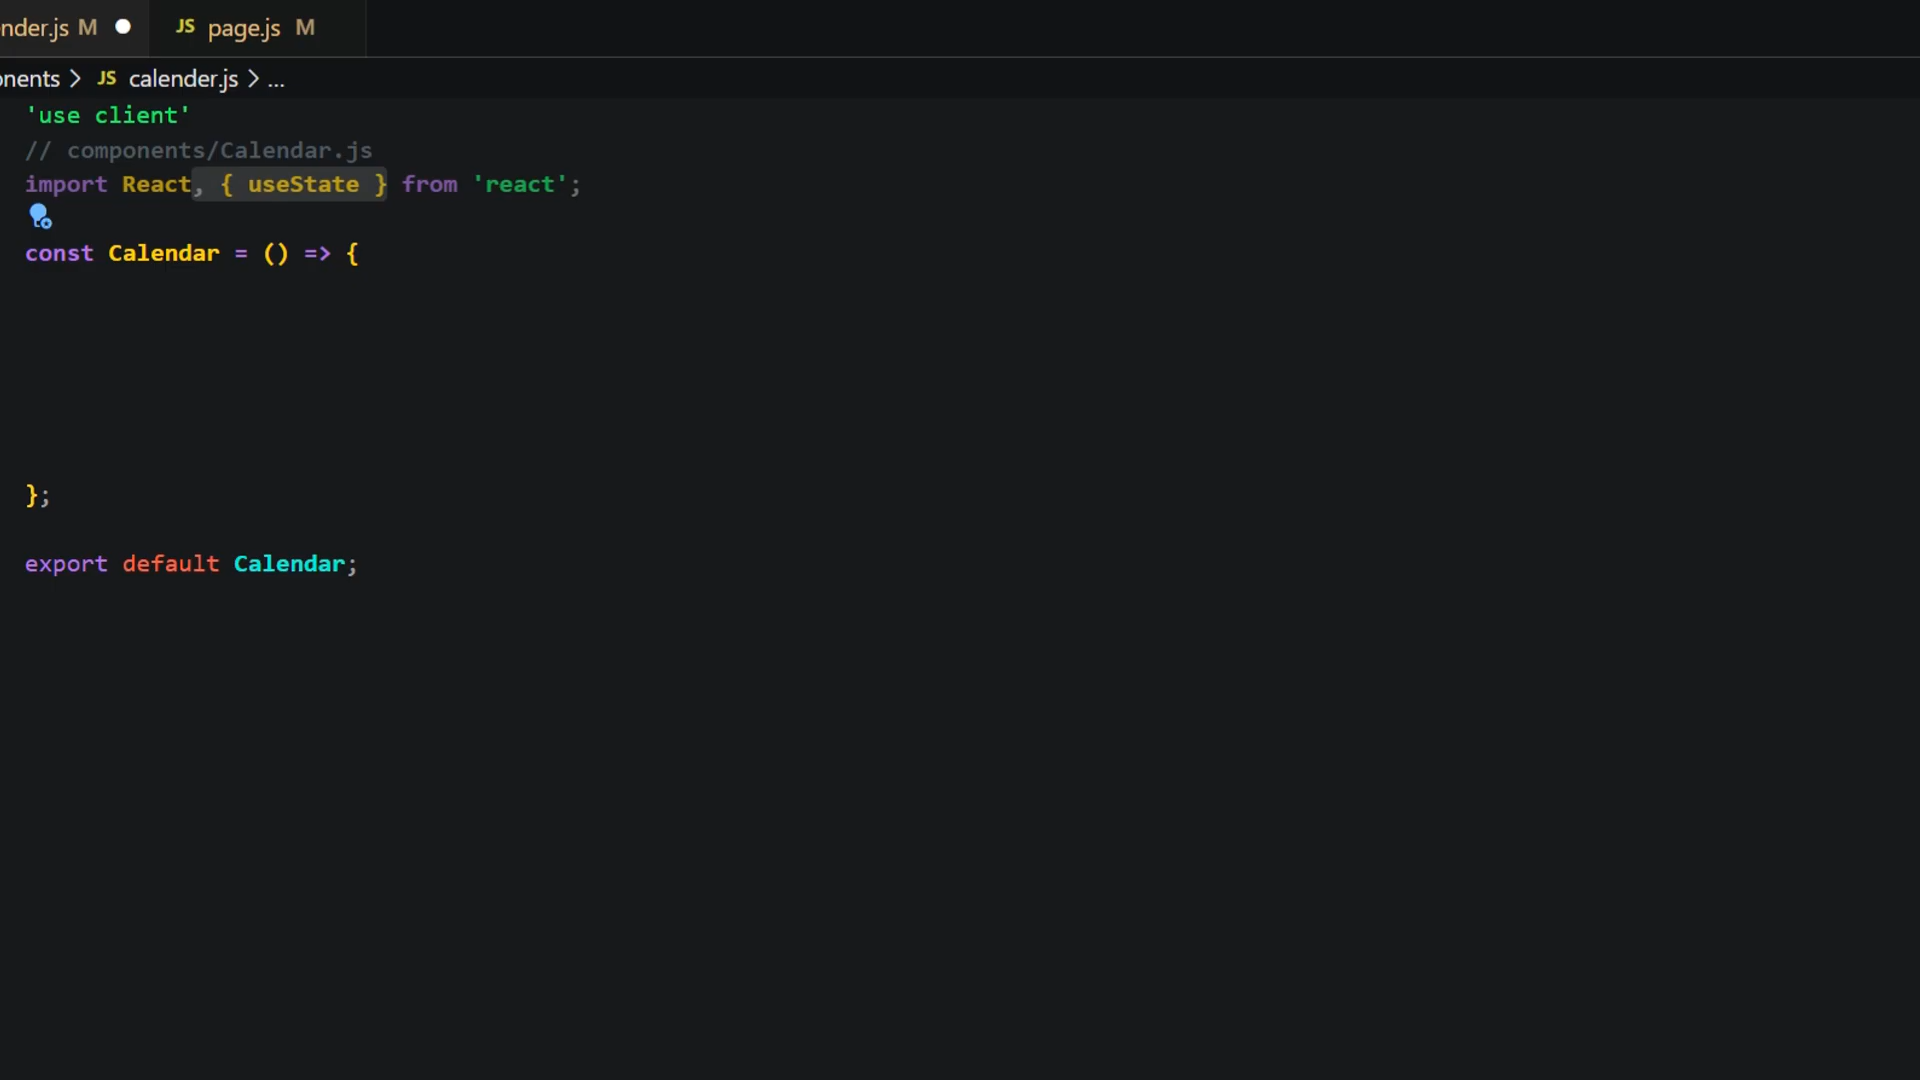 nder.js M
JS page.js M
onents > JS calender.js > ...
'use client'
// components/Calendar.js
import React, { useState } from 'react';
const Calendar = () => {
};
export default Calendar;